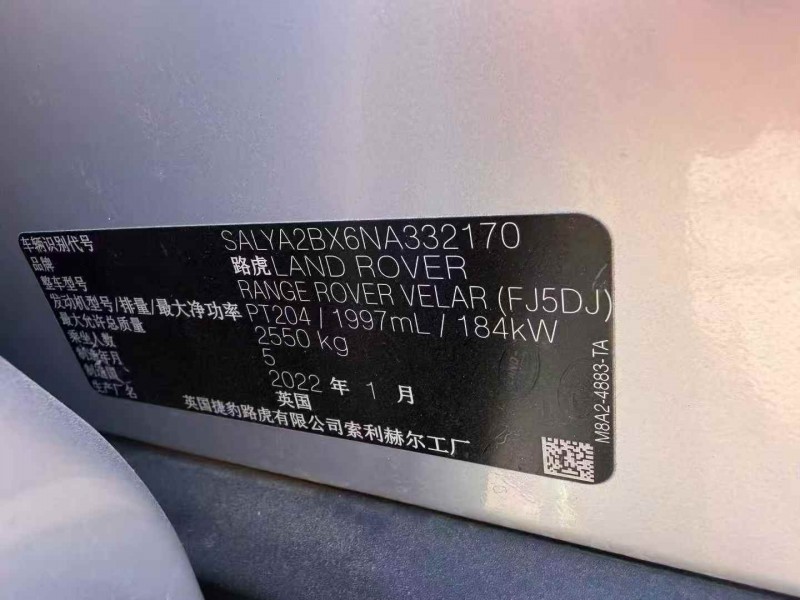 车辆识别代号 SALYA2BX6NA332170
品牌 路虎LAND ROVER
整车型号 RANGE ROVER VELAR (FJ5DJ)
发动机型号/排量/最大净功率 PT204 / 1997mL / 184kW
最大允许总质量 2550 kg
乘坐人数 5
制造年月 2022 年 1 月
制造国 英国
生产厂名 英国捷豹路虎有限公司索利赫尔工厂
M8A2-4883-TA